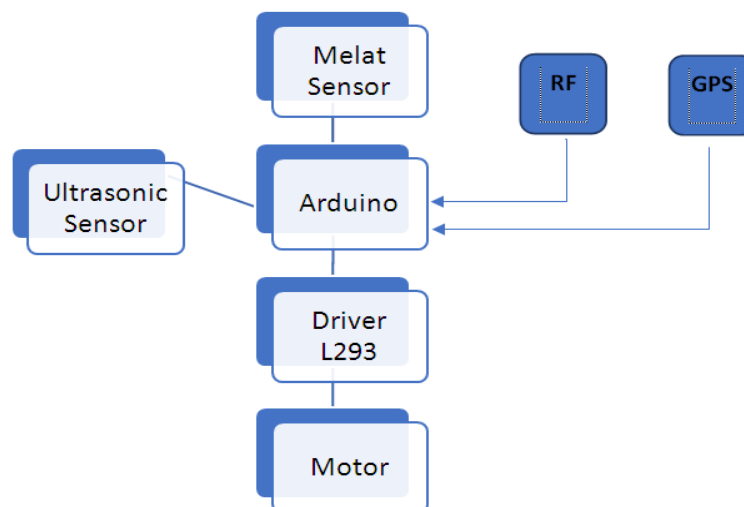 Melat
Sensor
RF
GPS
Ultrasonic
Sensor
Arduino
Driver
L293
Motor